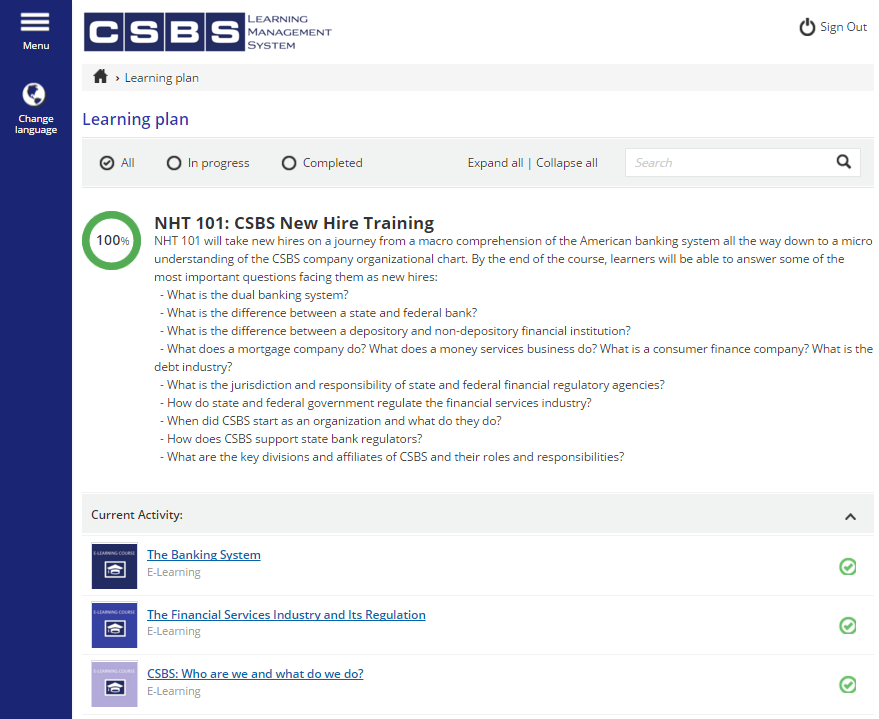 Menu
Change
language
CSBS
LEARNING
MANAGEMENT
SYSTEM
Sign Out
› Learning plan
Learning plan
All
In progress
Completed
Expand all | Collapse all
Search
100%
NHT 101: CSBS New Hire Training
NHT 101 will take new hires on a journey from a macro comprehension of the American banking system all the way down to a micro
understanding of the CSBS company organizational chart. By the end of the course, learners will be able to answer some of the
most important questions facing them as new hires:
- What is the dual banking system?
- What is the difference between a state and federal bank?
- What is the difference between a depository and non-depository financial institution?
- What does a mortgage company do? What does a money services business do? What is a consumer finance company? What is the
debt industry?
- What is the jurisdiction and responsibility of state and federal financial regulatory agencies?
- How do state and federal government regulate the financial services industry?
- When did CSBS start as an organization and what do they do?
- How does CSBS support state bank regulators?
- What are the key divisions and affiliates of CSBS and their roles and responsibilities?
Current Activity:
E-LEARNING COURSE
The Banking System
E-Learning
E-LEARNING COURSE
The Financial Services Industry and Its Regulation
E-Learning
E-LEARNING COURSE
CSBS: Who are we and what do we do?
E-Learning